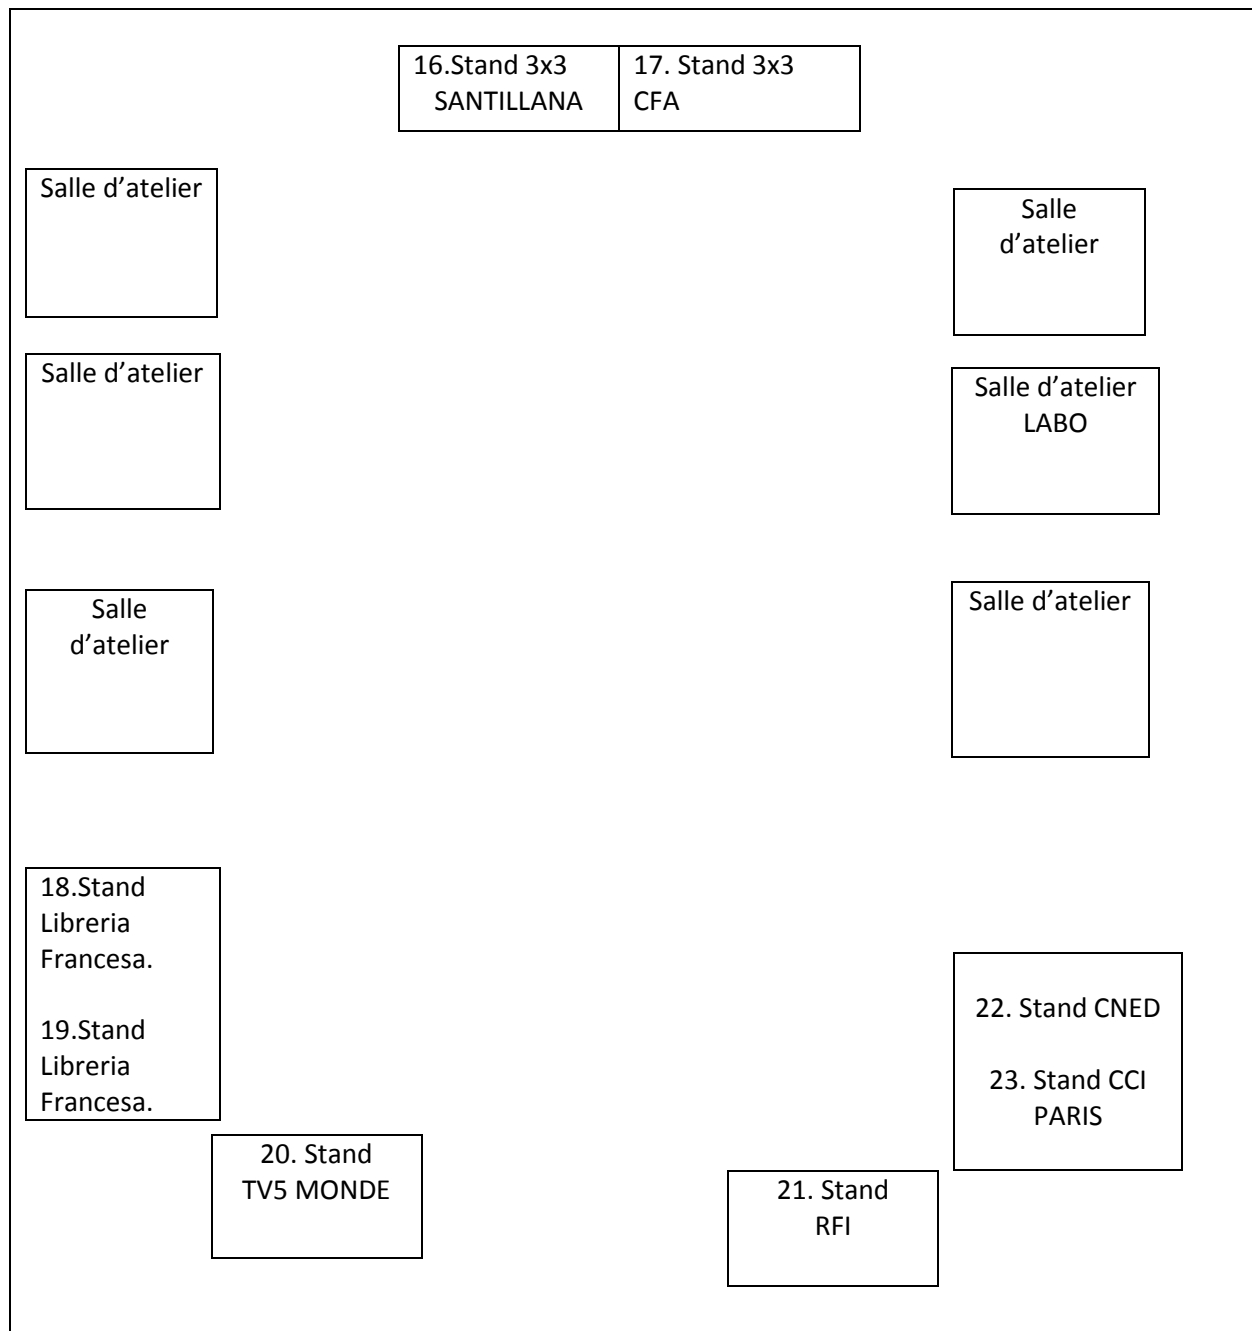 16.Stand 3x3
SANTILLANA
17. Stand 3x3
CFA
Salle d’atelier
Salle
d’atelier
Salle d’atelier
Salle d’atelier
LABO
Salle
d’atelier
Salle d’atelier
18.Stand
Libreria
Francesa.
19.Stand
Libreria
Francesa.
22. Stand CNED
23. Stand CCI
PARIS
20. Stand
TV5 MONDE
21. Stand
RFI